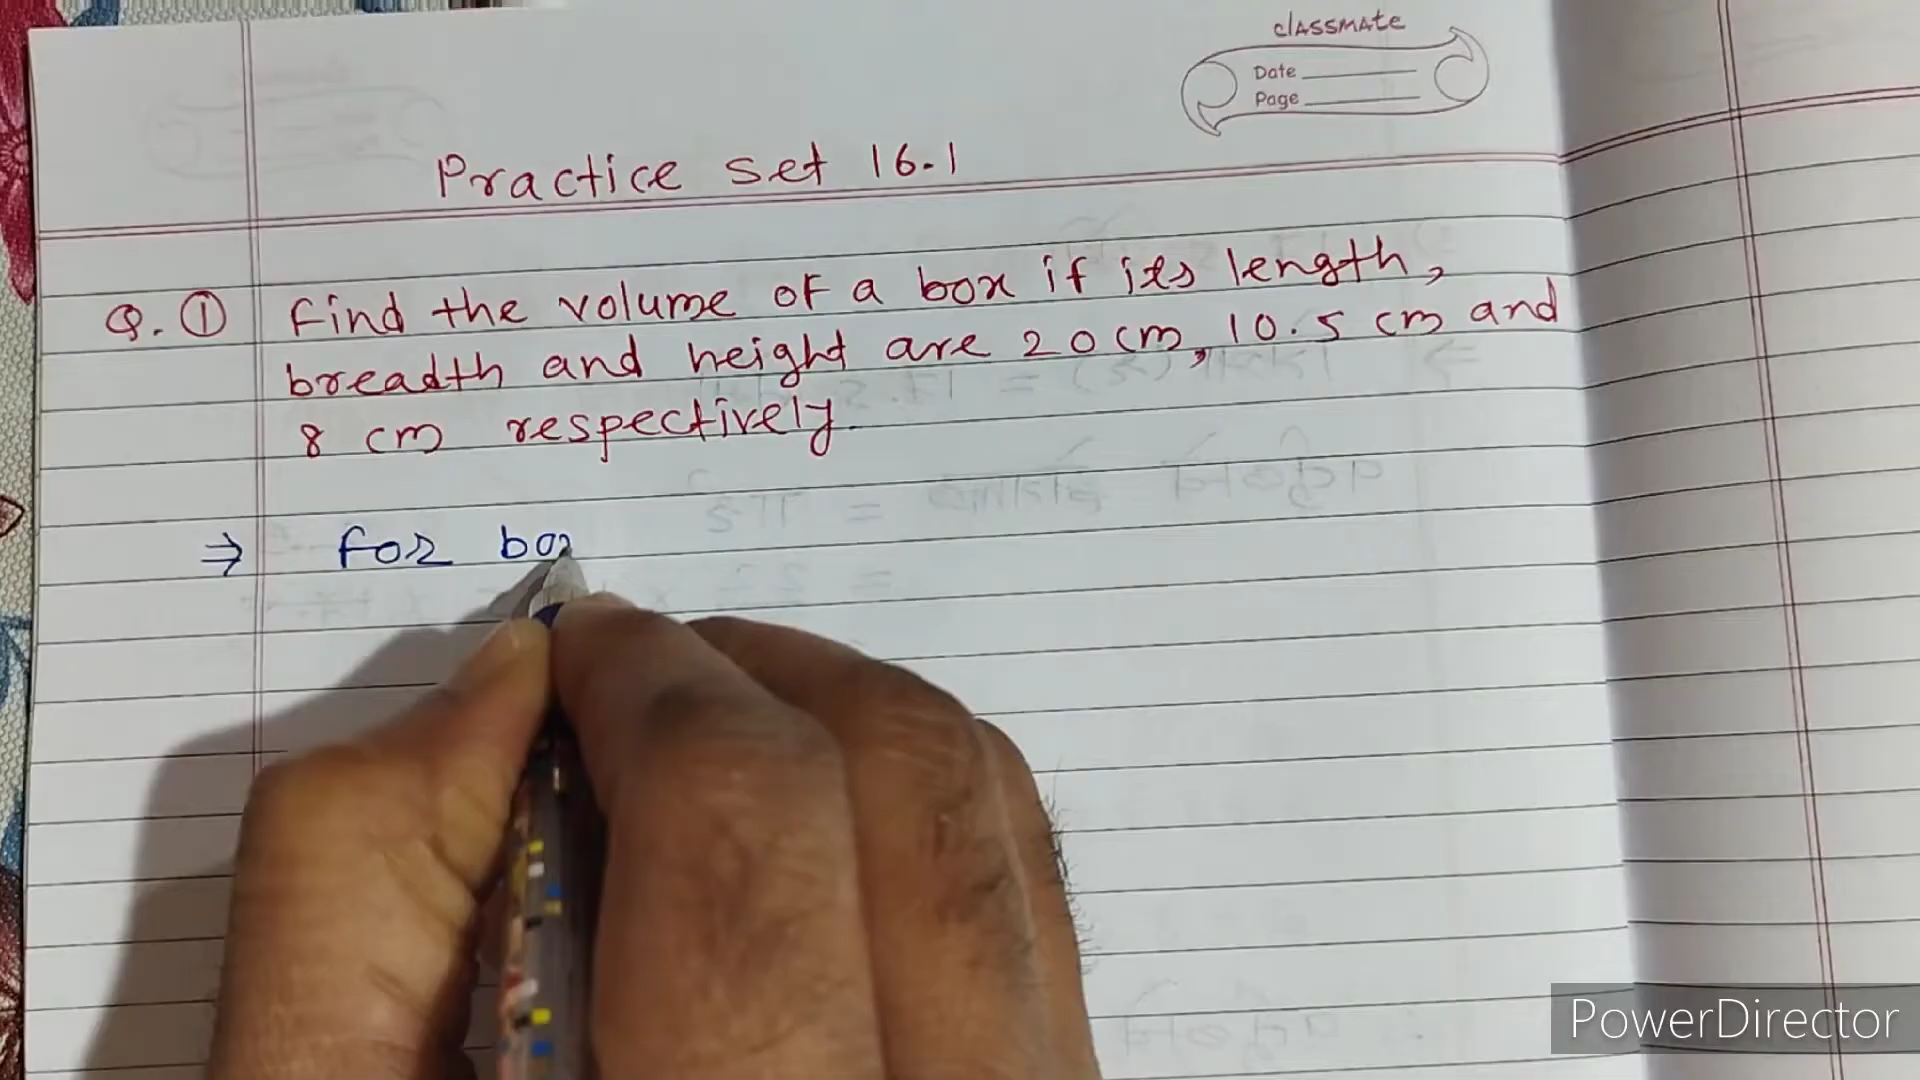 classmate
Date
Page
Practice set 16.1
Q. ① Find the volume of a box if its length,
breadth and height are 20 cm, 10.5 cm and
8 cm respectively.
⇒ For box
PowerDirector